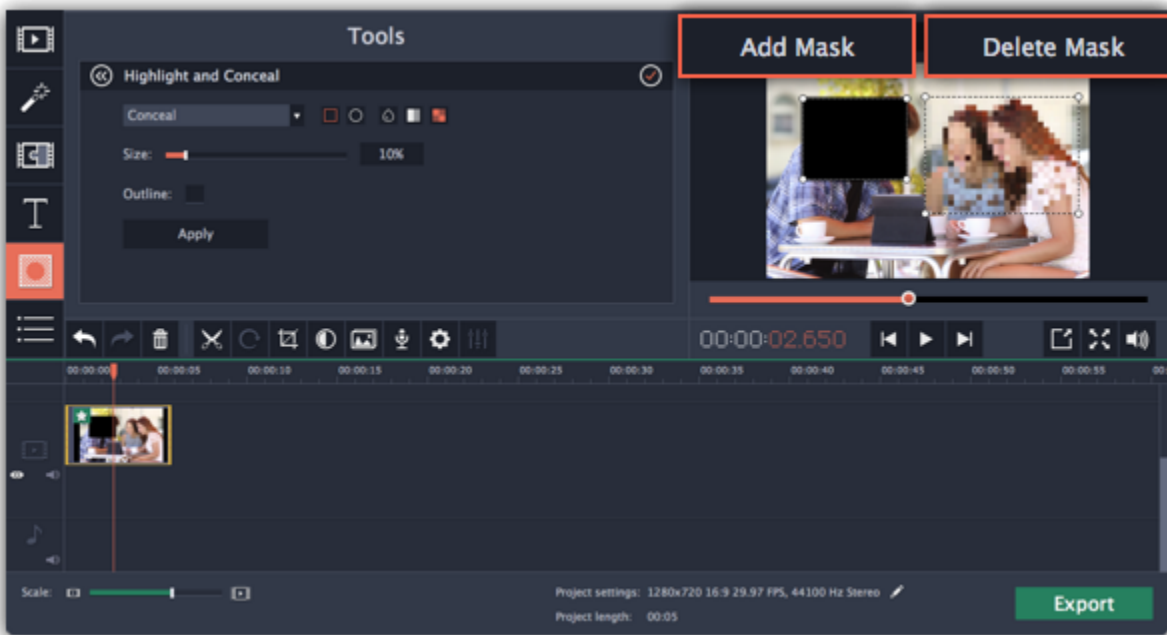 Tools
Add Mask
Delete Mask
Highlight and Conceal
Conceal
Size:
10%
Outline:
Apply
T
00:00:02.650
00:00:00
00:00:05
00:00:10
00:00:15
00:00:20
00:00:25
00:00:30
00:00:35
00:00:40
00:00:45
00:00:50
00:00:55
00:
Scale:
Project settings: 1280x720 16:9 29.97 FPS, 44100 Hz Stereo
Project length: 00:05
Export